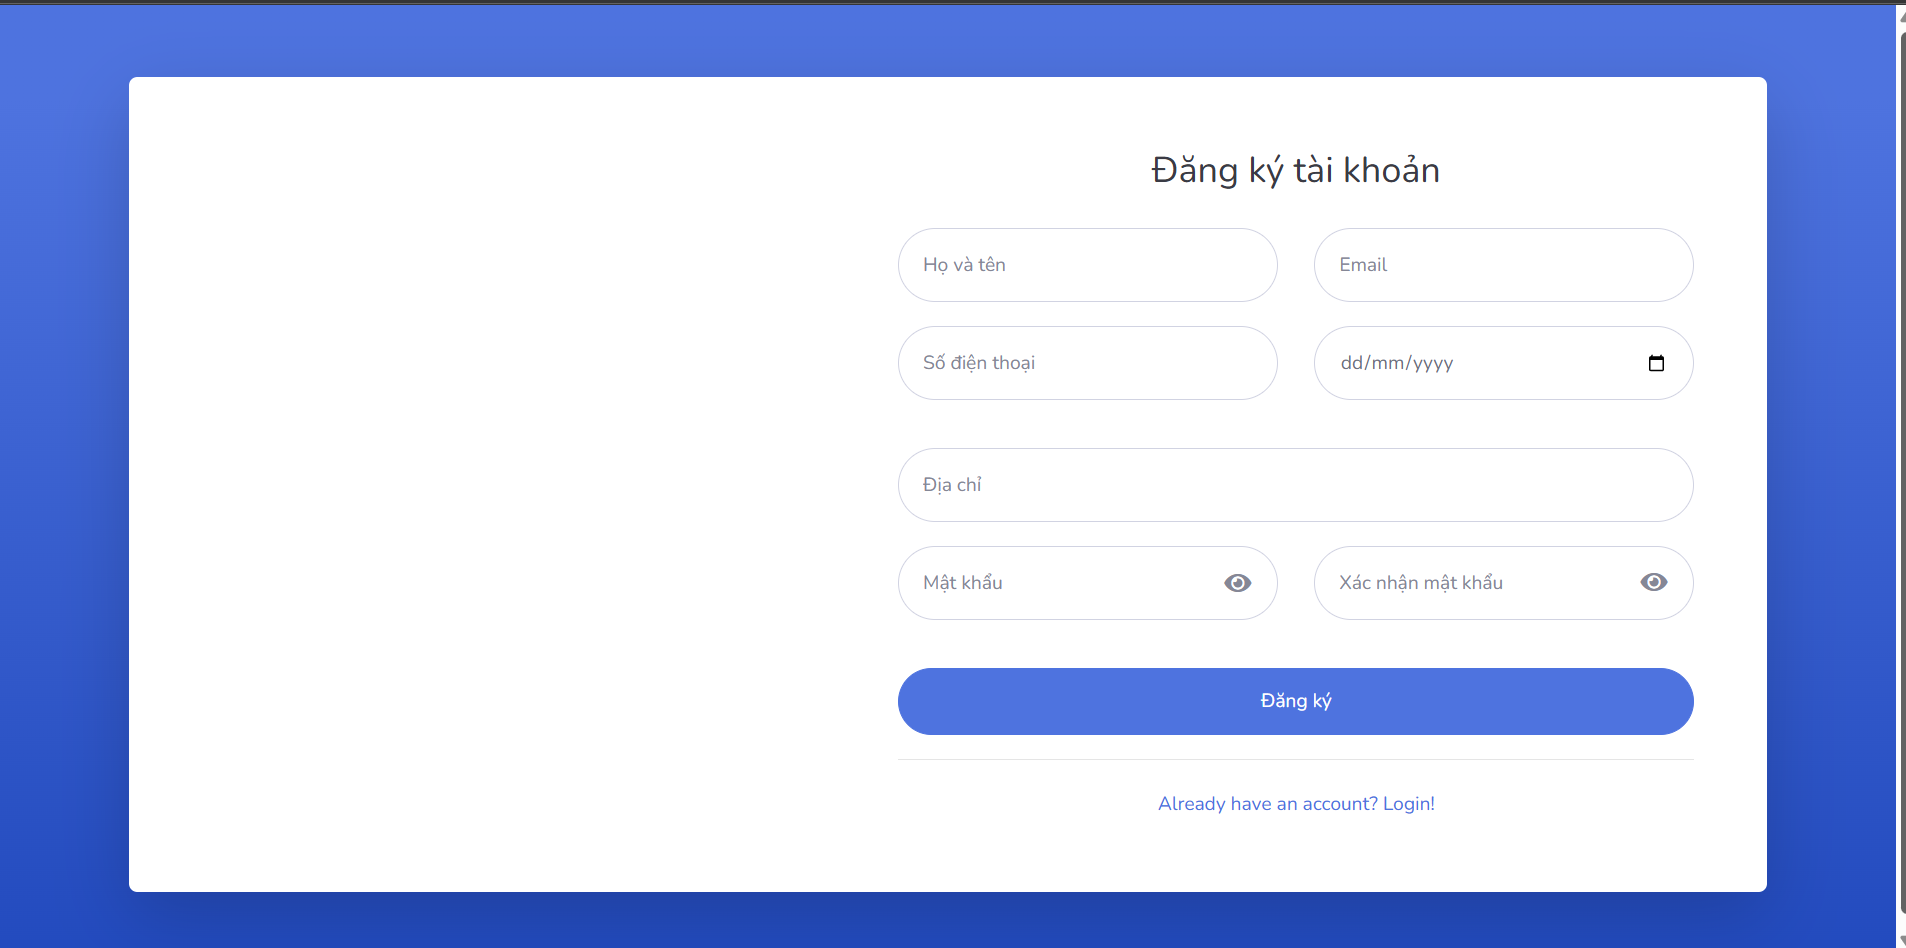 Đăng ký tài khoản
Họ và tên
Email
Số điện thoại
dd/mm/yyyy
Địa chỉ
Mật khẩu
Xác nhận mật khẩu
Đăng ký
Already have an account? Login!